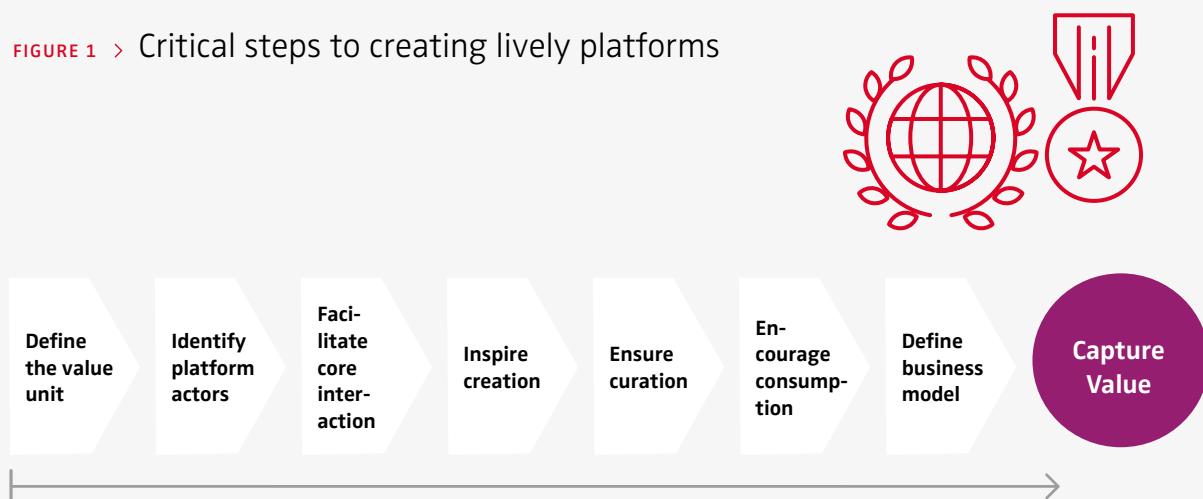 FIGURE 1 > Critical steps to creating lively platforms
Define
the value
unit
Identify
platform
actors
Faci-
litate
core
inter-
action
Inspire
creation
Ensure
curation
En-
courage
consump-
tion
Define
business
model
Capture
Value